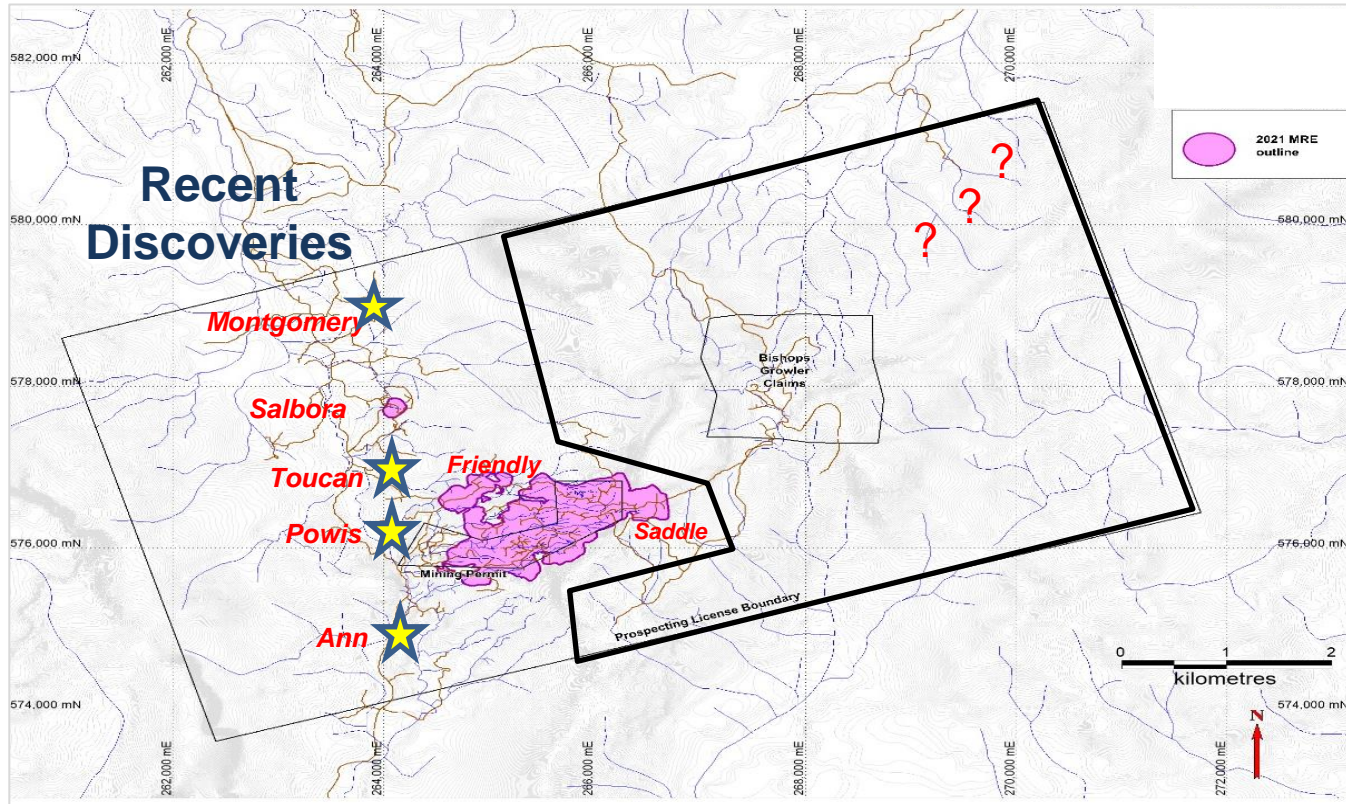 262,000 mE
264,000 mE
266,000 mE
268,000 mE
270,000 mE
582,000 mN
2021 MRE
outline
Recent
Discoveries
?
?
?
580,000 mN
580,000 mN
Montgomery
Bishops
Growler
Claims
578,000 mN
578,000 mN
Salbora
Friendly
Toucan
Powis
Saddle
576,000 mN
576,000 mN
Mining Permit
Prospecting License Boundary
Ann
0
1
2
kilometres
574,000 mN
574,000 mN
N
262,000 mE
264,000 mE
266,000 mE
268,000 mE
270,000 mE
272,000 mE